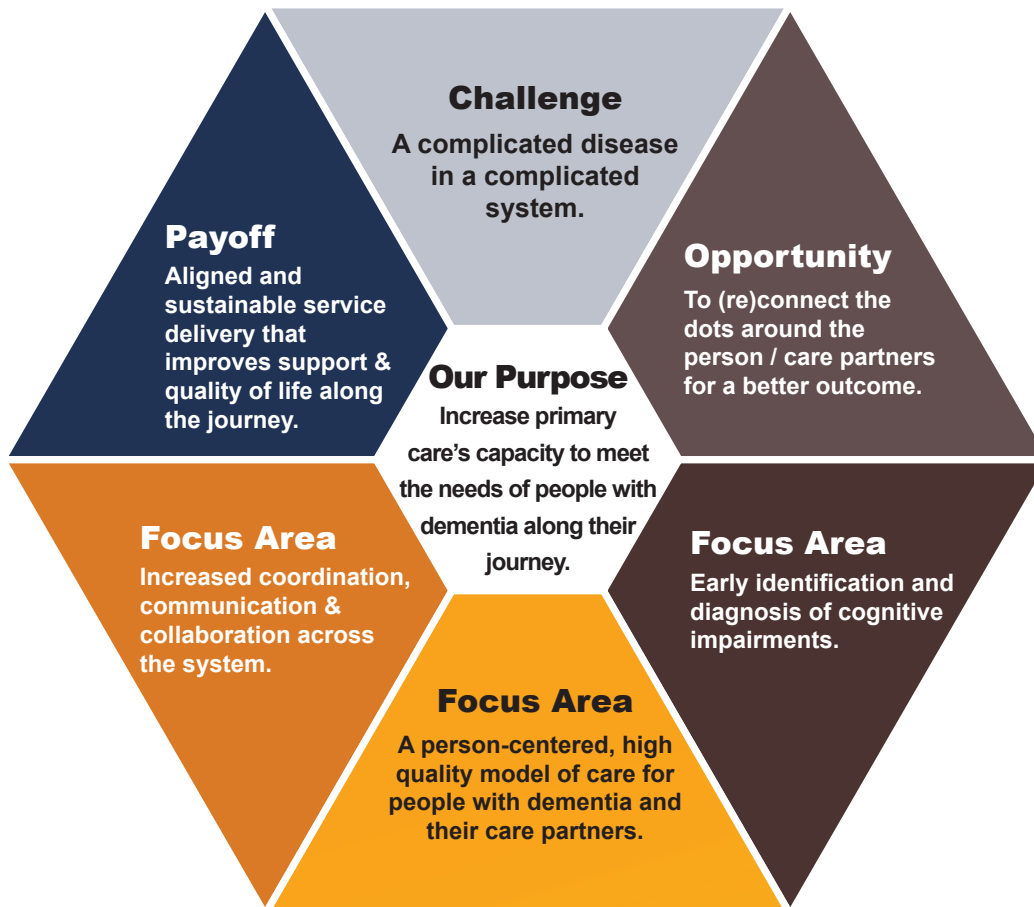 Challenge
A complicated disease
in a complicated
system.
Opportunity
To (re)connect the
dots around the
person / care partners
for a better outcome.
Focus Area
Early identification and
diagnosis of cognitive
impairments.
Focus Area
A person-centered, high
quality model of care for
people with dementia and
their care partners.
Focus Area
Increased coordination,
communication &
collaboration across
the system.
Payoff
Aligned and
sustainable service
delivery that
improves support &
quality of life along
the journey.
Our Purpose
Increase primary
care’s capacity to meet
the needs of people with
dementia along their
journey.